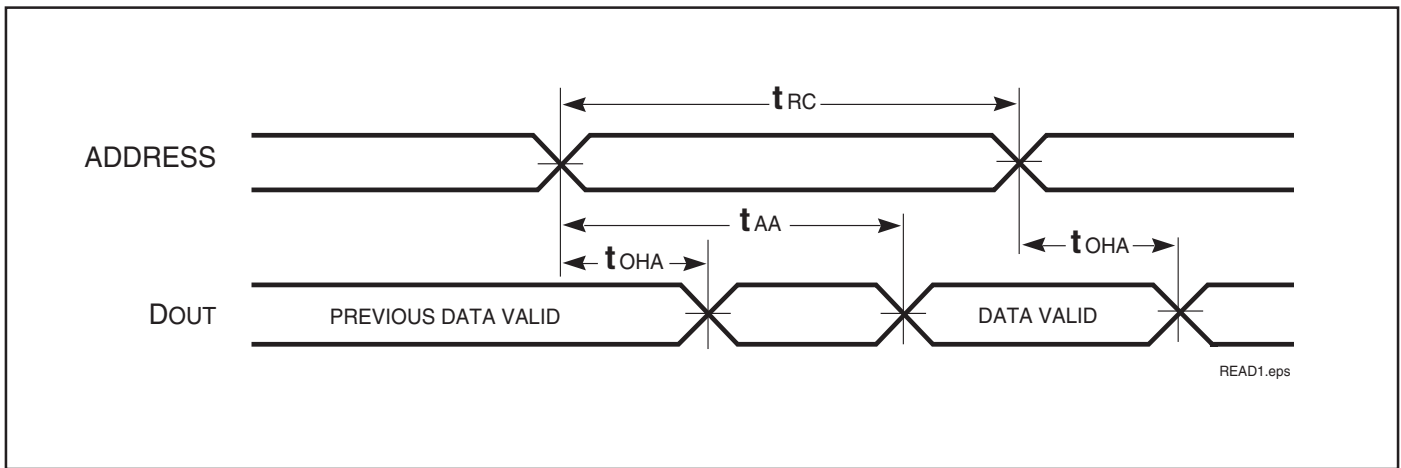 tRC
ADDRESS
tAA
tOHA
tOHA
DOUT
PREVIOUS DATA VALID
DATA VALID
READ1.eps